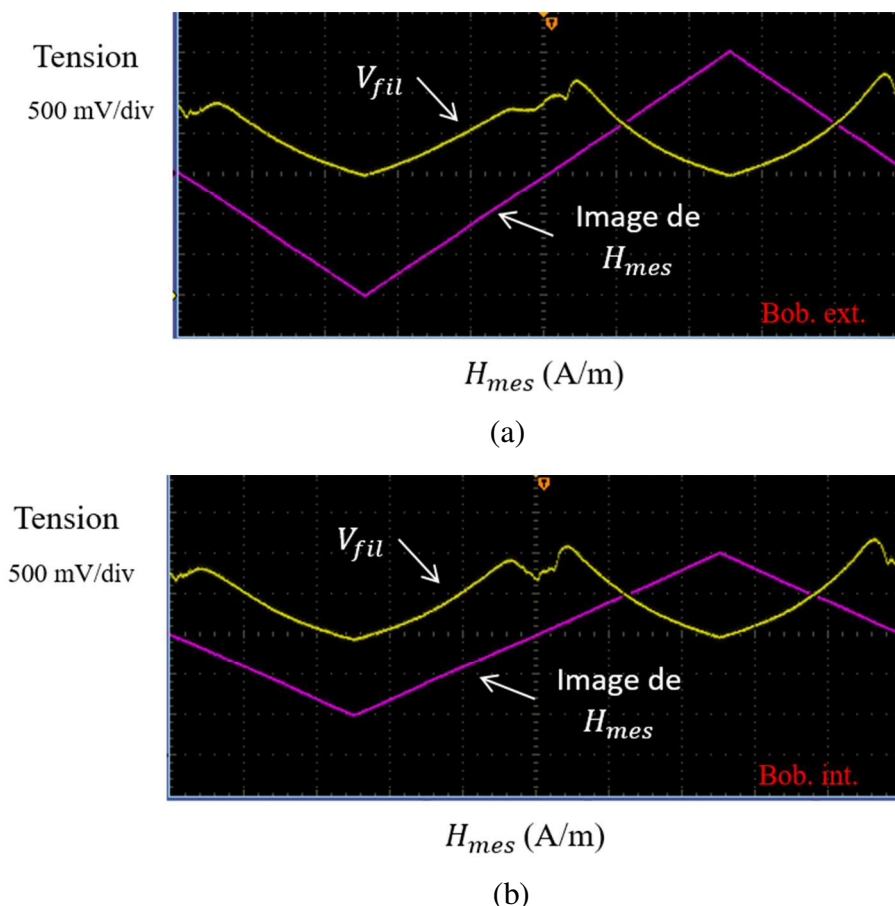 Tension
500 mV/div
V_fil
Image de
H_mes
Bob. ext.
H_mes (A/m)
(a)
Tension
500 mV/div
V_fil
Image de
H_mes
Bob. int.
H_mes (A/m)
(b)